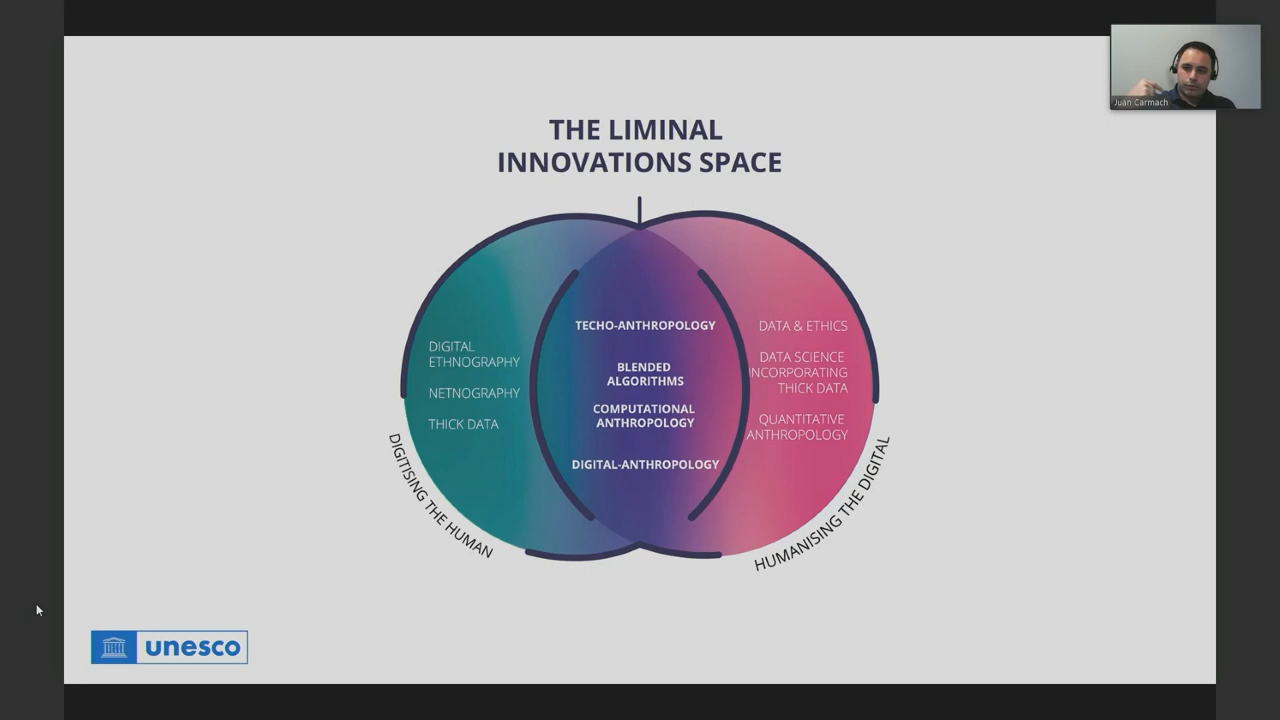 THE LIMINAL
INNOVATIONS SPACE
DIGITAL
ETHNOGRAPHY
NETNOGRAPHY
THICK DATA
DIGITISING THE HUMAN
TECHO-ANTHROPOLOGY
BLENDED
ALGORITHMS
COMPUTATIONAL
ANTHROPOLOGY
DIGITAL-ANTHROPOLOGY
DATA & ETHICS
DATA SCIENCE
INCORPORATING
THICK DATA
QUANTITATIVE
ANTHROPOLOGY
HUMANISING THE DIGITAL
unesco
Juan Carmach